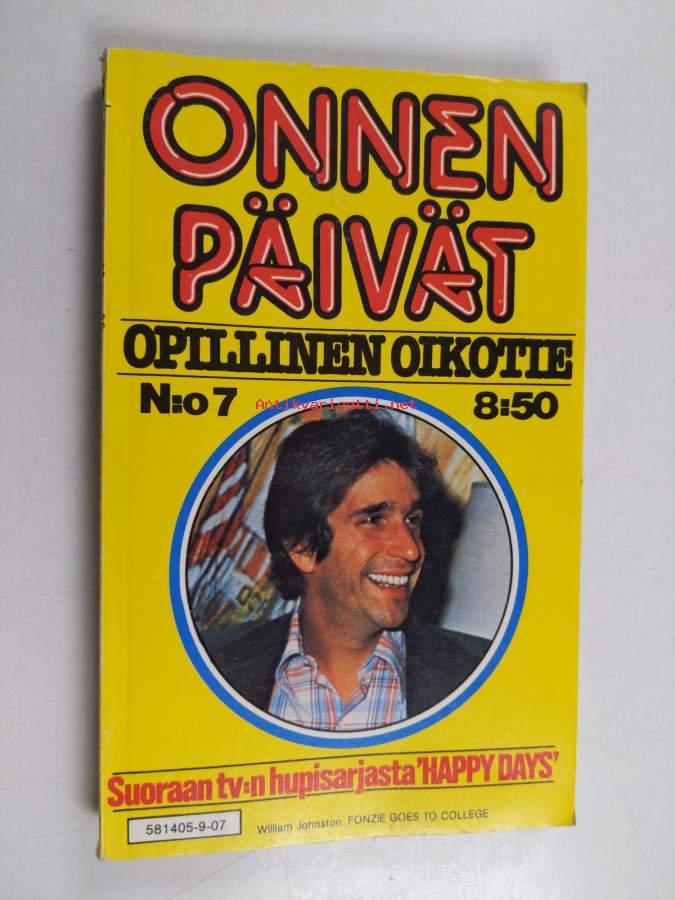 ONNEN
PÄIVÄT
OPILLINEN OIKOTIE
N:o 7 8:50
Antikvariaatti.net
Suoraan tv:n hupisarjasta 'HAPPY DAYS'
581405-9-07 William Johnston FONZIE GOES TO COLLEGE